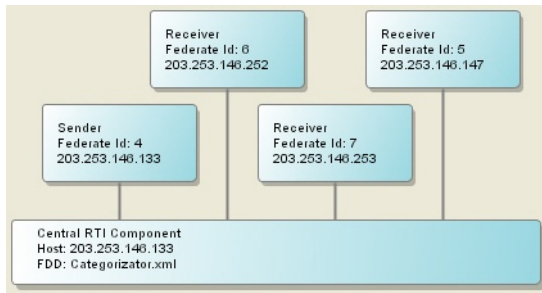 Receiver
Federate Id: 6
203.253.146.252
Receiver
Federate Id: 5
203.253.146.147
Sender
Federate Id: 4
203.253.146.133
Receiver
Federate Id: 7
203.253.146.253
Central RTI Component
Host: 203.253.146.133
FDD: Categorizator.xml